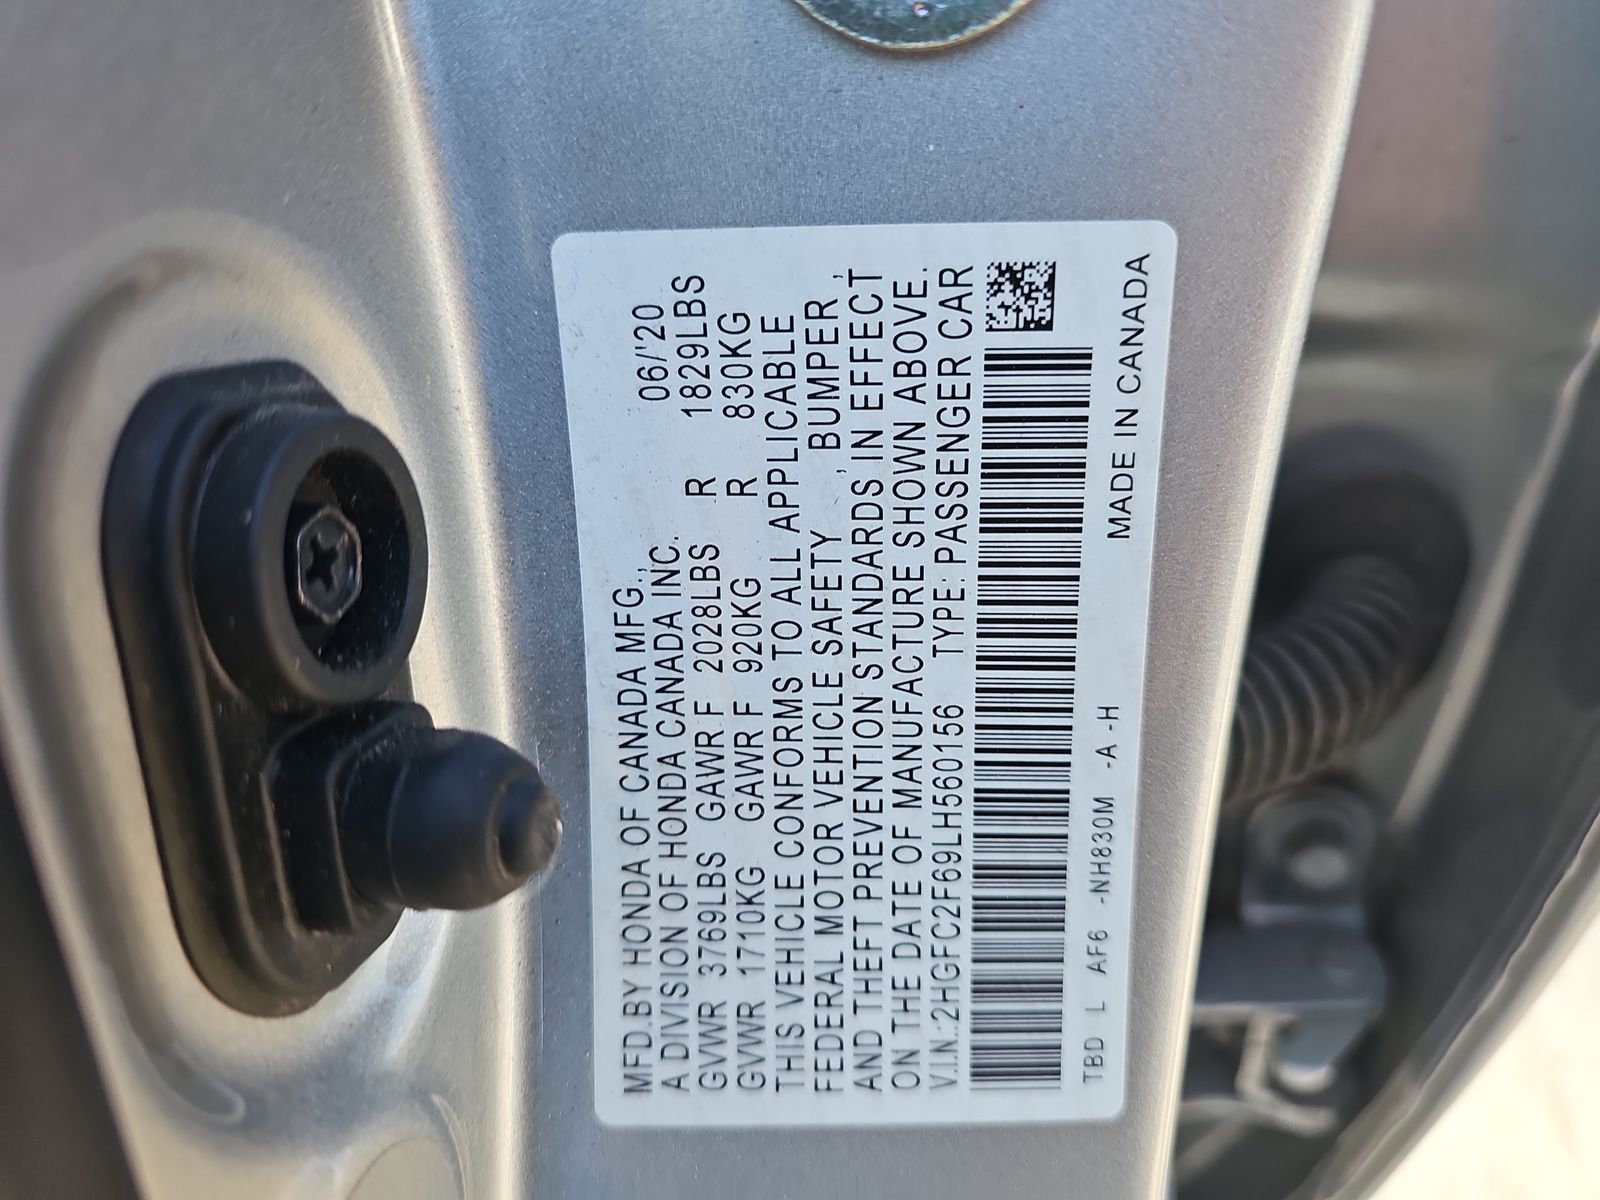 MFD.BY HONDA OF CANADA MFG.,
A DIVISION OF HONDA CANADA INC. 06/'20
GVWR 3769LBS GAWR F 2028LBS R 1829LBS
GVWR 1710KG GAWR F 920KG R 830KG
THIS VEHICLE CONFORMS TO ALL APPLICABLE
FEDERAL MOTOR VEHICLE SAFETY , BUMPER ,
AND THEFT PREVENTION STANDARDS IN EFFECT
ON THE DATE OF MANUFACTURE SHOWN ABOVE.
V.I.N.:2HGFC2F69LH560156 TYPE: PASSENGER CAR
TBD L AF6 -NH830M -A -H MADE IN CANADA